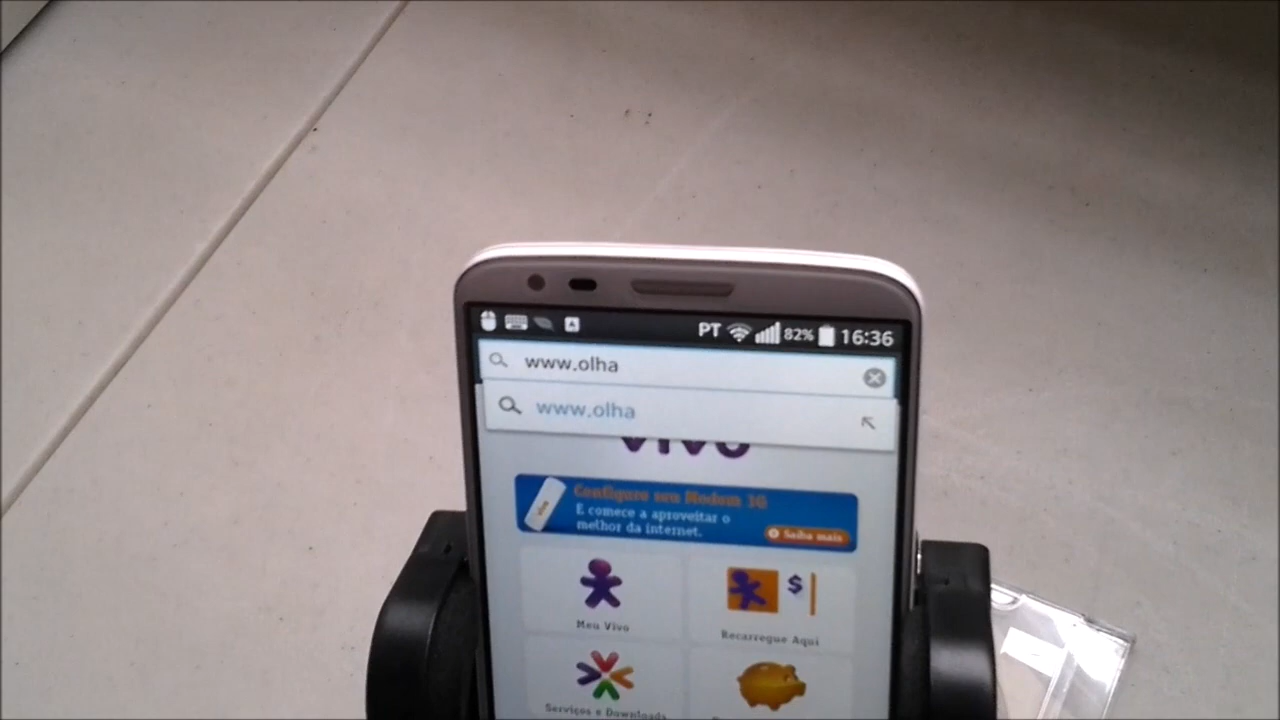 PT 82% 16:36
www.olha
www.olha
vivo
Configure seu Modem 3G
E comece a aproveitar o
melhor da internet.
Saiba mais
$
Meu Vivo
Recarregue Aqui
Serviços e Downloads